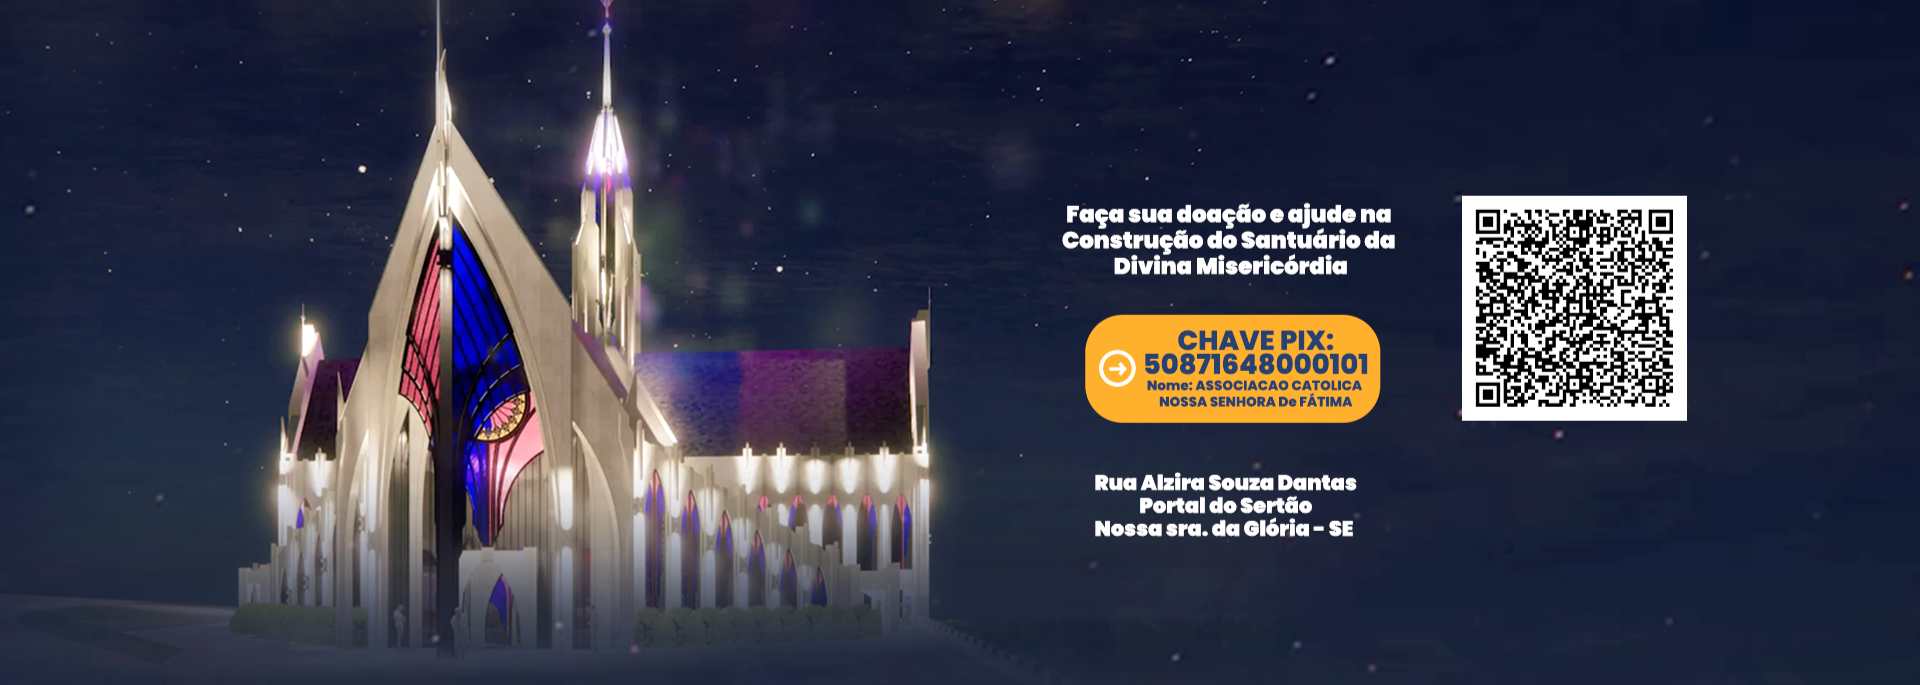 Faça sua doação e ajude na
Construção do Santuário da
Divina Misericórdia
CHAVE PIX:
50871648000101
Nome: ASSOCIACAO CATOLICA
NOSSA SENHORA De FÁTIMA
Rua Alzira Souza Dantas
Portal do Sertão
Nossa sra. da Glória - SE